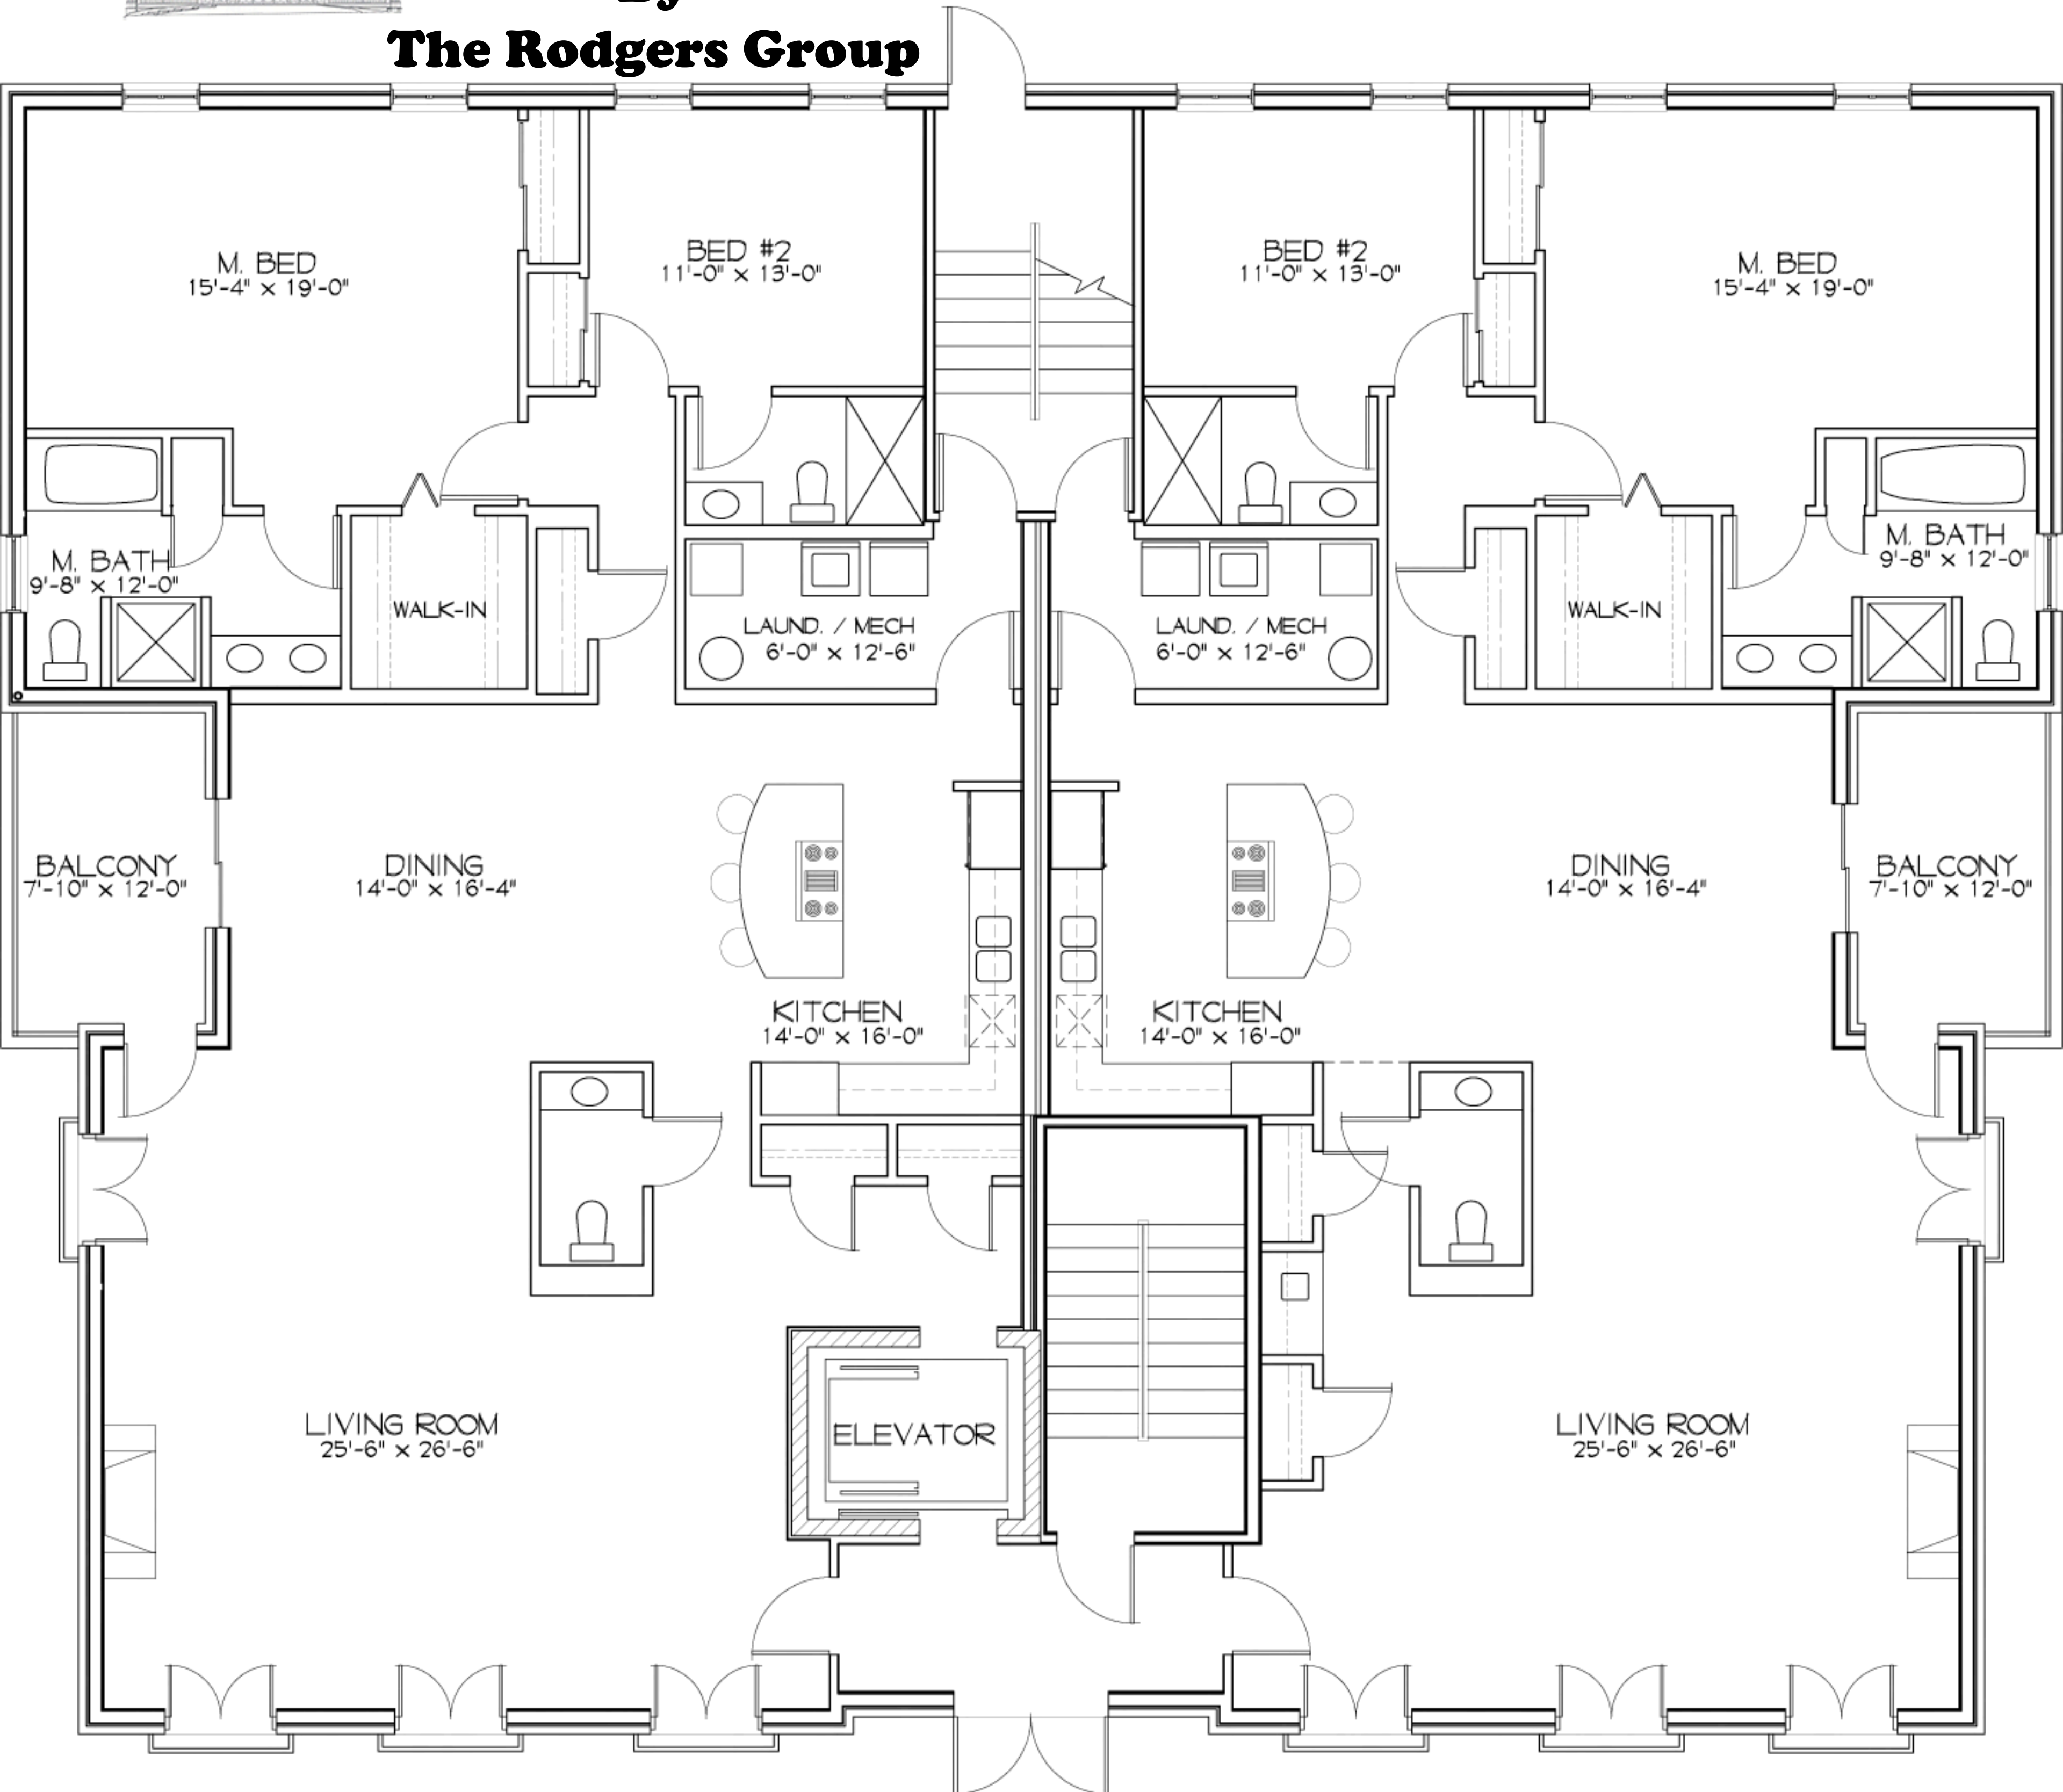 By
The Rodgers Group
M. BED
15'-4" x 19'-0"
BED #2
11'-0" x 13'-0"
BED #2
11'-0" x 13'-0"
M. BED
15'-4" x 19'-0"
M. BATH
9'-8" x 12'-0"
WALK-IN
LAUND. / MECH
6'-0" x 12'-6"
LAUND. / MECH
6'-0" x 12'-6"
WALK-IN
M. BATH
9'-8" x 12'-0"
BALCONY
7'-10" x 12'-0"
DINING
14'-0" x 16'-4"
DINING
14'-0" x 16'-4"
BALCONY
7'-10" x 12'-0"
KITCHEN
14'-0" x 16'-0"
KITCHEN
14'-0" x 16'-0"
LIVING ROOM
25'-6" x 26'-6"
ELEVATOR
LIVING ROOM
25'-6" x 26'-6"